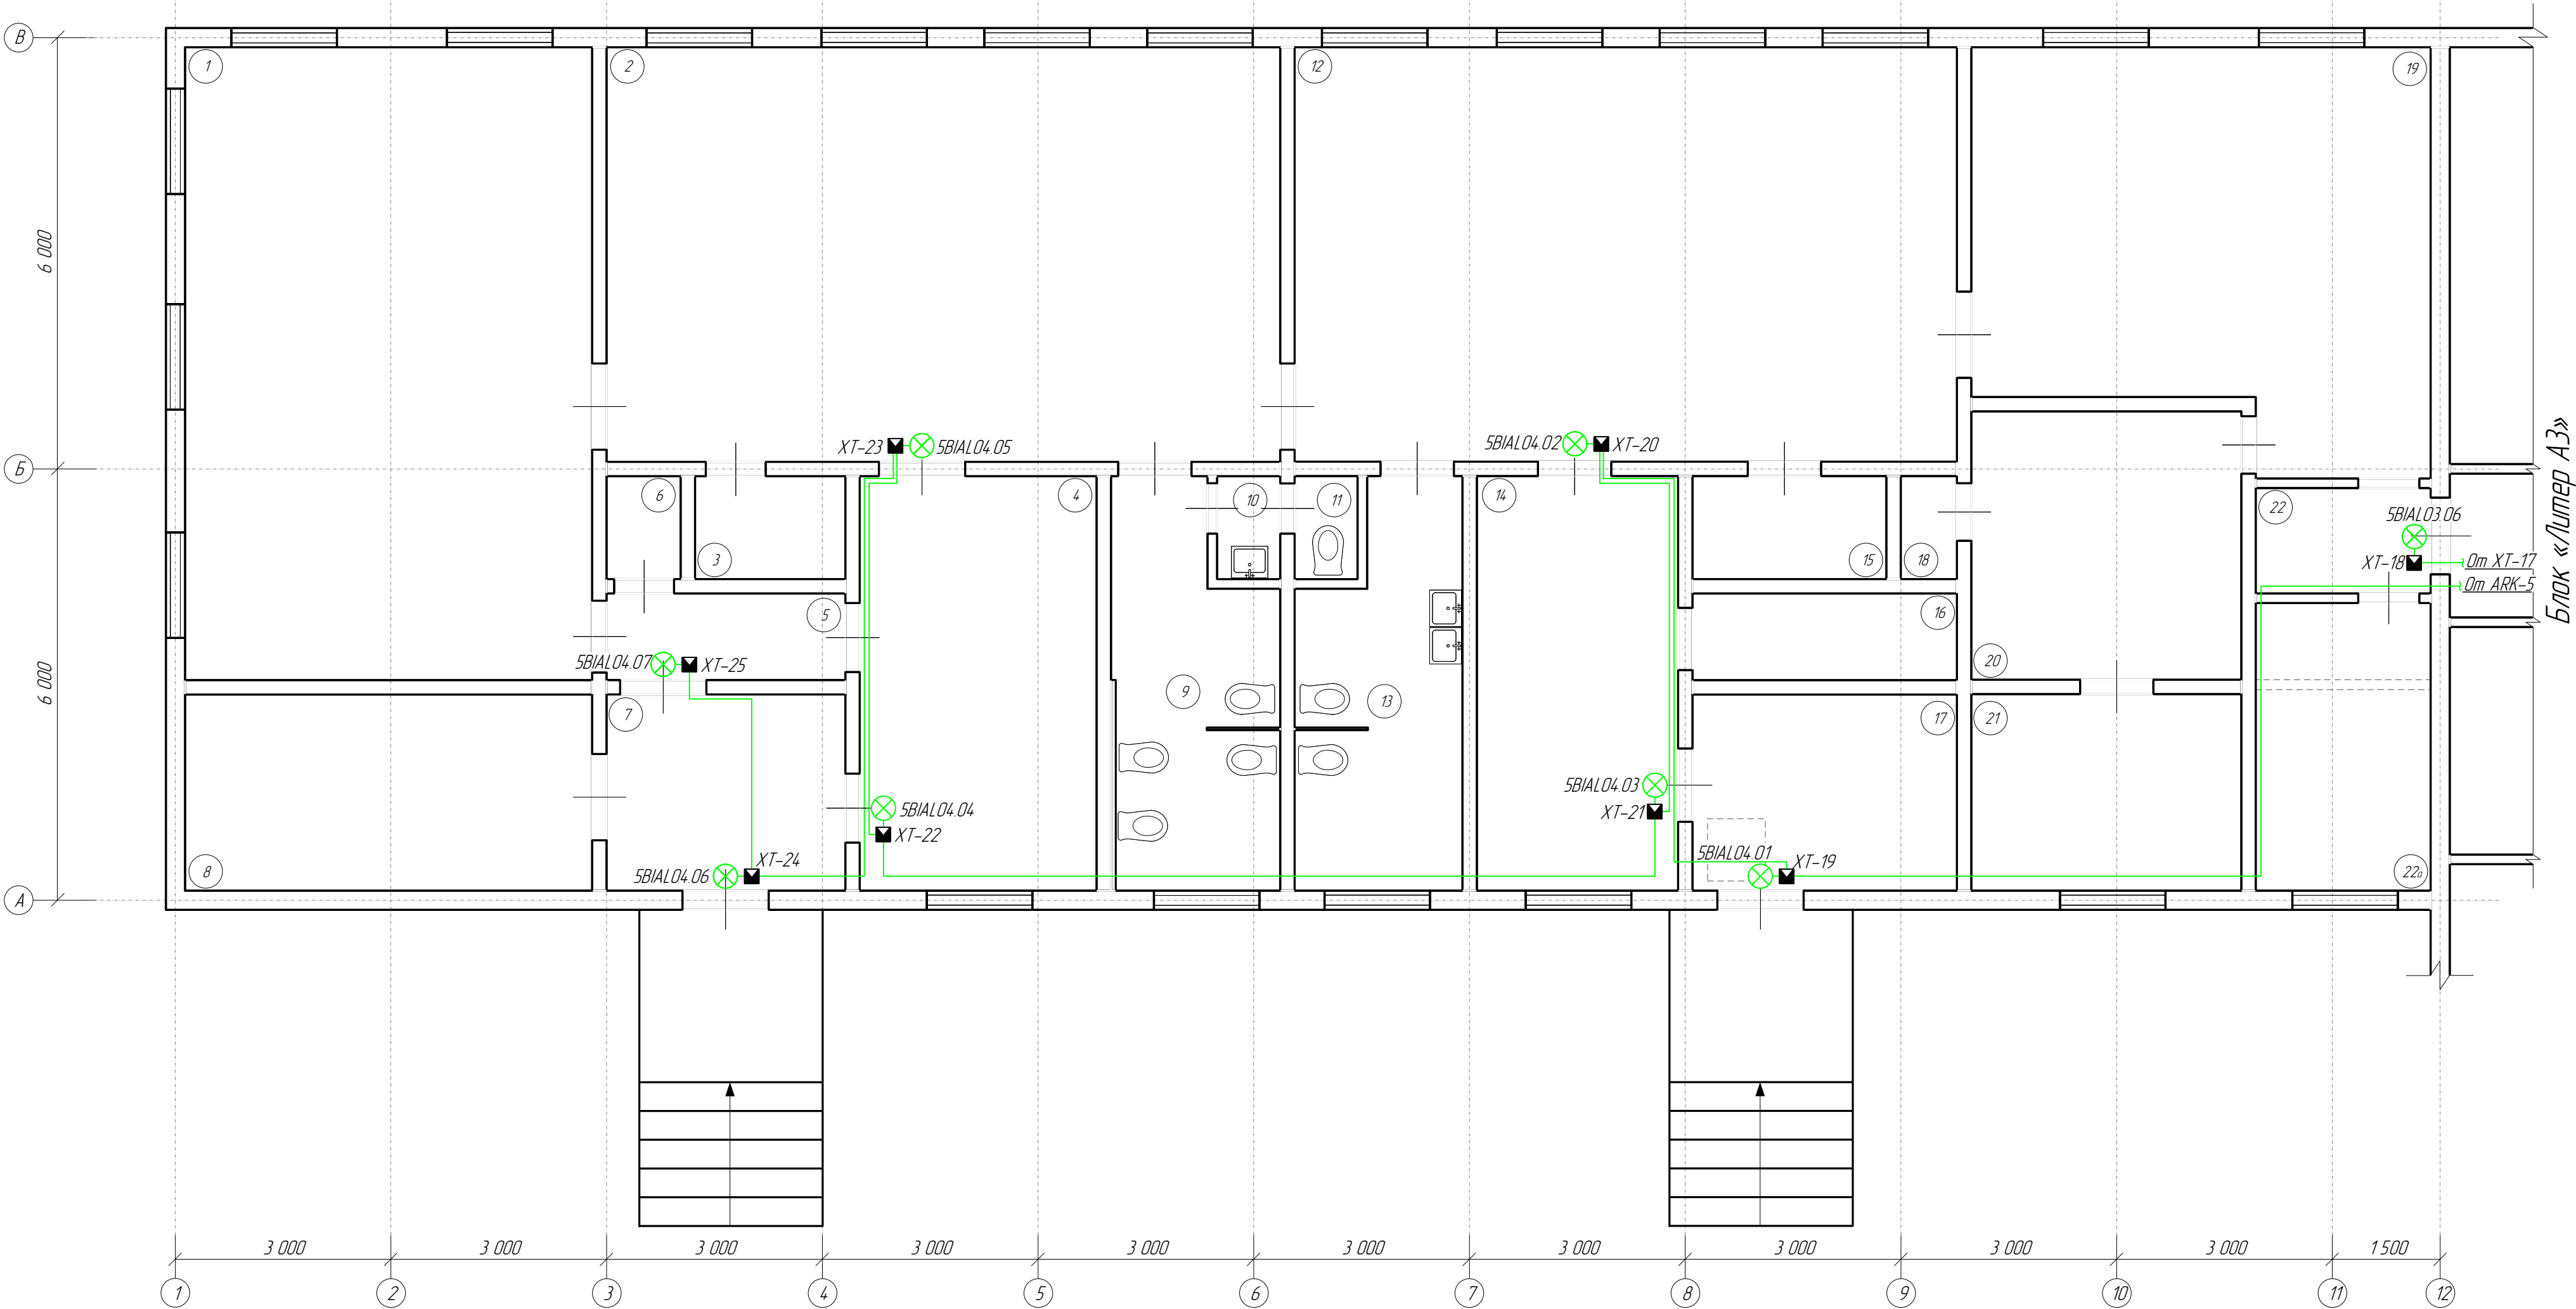 В
1
2
12
19
6 000
ХТ-23
5BIAL04.05
5BIAL04.02
ХТ-20
Б
6
4
10
11
14
22
3
15
18
5BIAL03.06
ХТ-18
От ХТ-17
От ARK-5
Блок «Литер А3»
5
16
5BIAL04.07
ХТ-25
20
6 000
7
9
13
17
21
5BIAL04.03
ХТ-21
5BIAL04.04
ХТ-22
5BIAL04.01
ХТ-19
ХТ-24
5BIAL04.06
8
22а
А
3 000
3 000
3 000
3 000
3 000
3 000
3 000
3 000
3 000
3 000
1 500
1
2
3
4
5
6
7
8
9
10
11
12